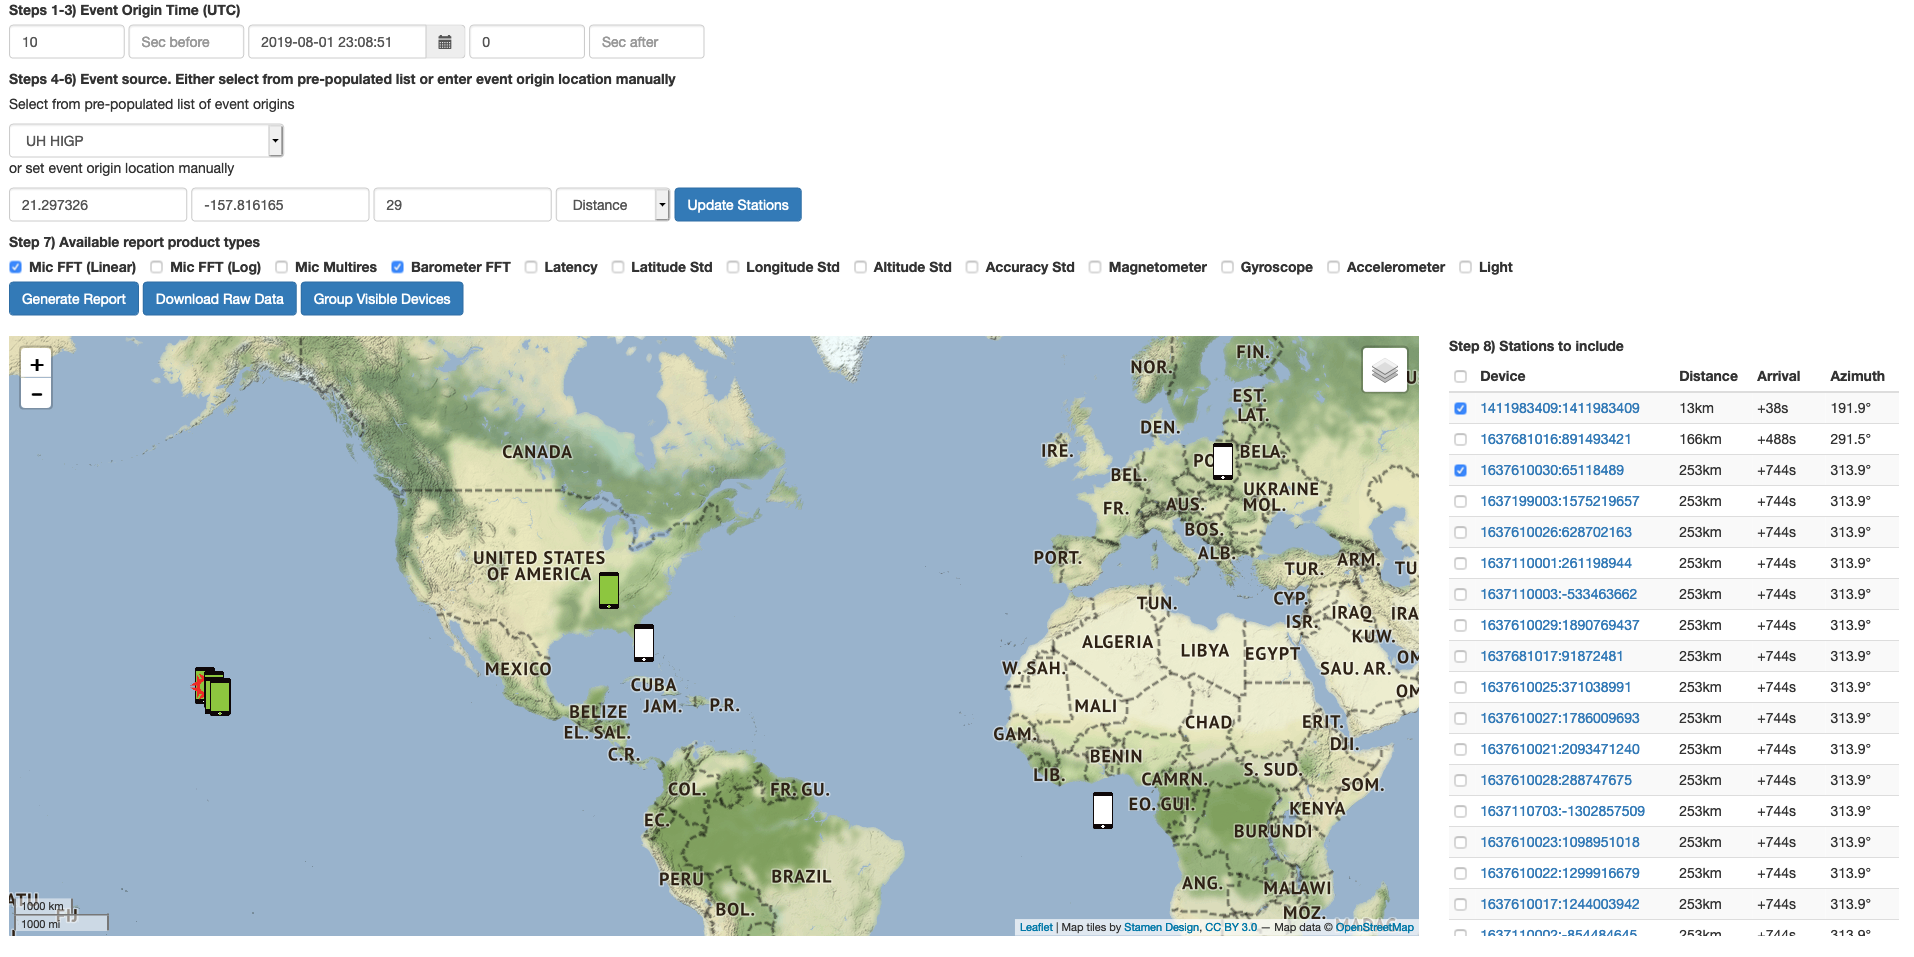 Steps 1-3) Event Origin Time (UTC)
10 Sec before 2019-08-01 23:08:51 0 Sec after
Steps 4-6) Event source. Either select from pre-populated list or enter event origin location manually
Select from pre-populated list of event origins
UH HIGP
or set event origin location manually
21.297326 -157.816165 29 Distance Update Stations
Step 7) Available report product types
Mic FFT (Linear) Mic FFT (Log) Mic Multires Barometer FFT Latency Latitude Std Longitude Std Altitude Std Accuracy Std Magnetometer Gyroscope Accelerometer Light
Generate Report Download Raw Data Group Visible Devices
+
−
CANADA
UNITED STATES
OF AMERICA
MEXICO
CUBA
JAM. P.R.
BELIZE
EL. SAL.
C.R.
COL. FR. GU.
EC.
PERU BRAZIL
BOL.
NOR. FIN.
EST.
LAT.
DEN.
IRE. BELA.
BEL.
UKRAINE
FR. AUS. MOL.
BOS.
PORT. ALB. ARM.
TUR.
TUN. CYP. IRAQ
ISR. KUW.
ALGERIA LIBYA EGYPT
W. SAH. SAU. AR.
MALI CHAD ERIT.
GAM. DJI.
BENIN
LIB. CAMRN. S. SUD. SOM.
EO. GUI. KENYA
BURUNDI
ANG. MALAWI
MOZ.
1000 km
1000 mi
Leaflet | Map tiles by Stamen Design, CC BY 3.0 — Map data © OpenStreetMap
Step 8) Stations to include
Device Distance Arrival Azimuth
1411983409:1411983409 13km +38s 191.9°
1637681016:891493421 166km +488s 291.5°
1637610030:65118489 253km +744s 313.9°
1637199003:1575219657 253km +744s 313.9°
1637610026:628702163 253km +744s 313.9°
1637110001:261198944 253km +744s 313.9°
1637110003:-533463662 253km +744s 313.9°
1637610029:1890769437 253km +744s 313.9°
1637681017:91872481 253km +744s 313.9°
1637610025:371038991 253km +744s 313.9°
1637610027:1786009693 253km +744s 313.9°
1637610021:2093471240 253km +744s 313.9°
1637610028:288747675 253km +744s 313.9°
1637110703:-1302857509 253km +744s 313.9°
1637610023:1098951018 253km +744s 313.9°
1637610022:1299916679 253km +744s 313.9°
1637610017:1244003942 253km +744s 313.9°
1637110002:-854484645 253km +744s 313.9°